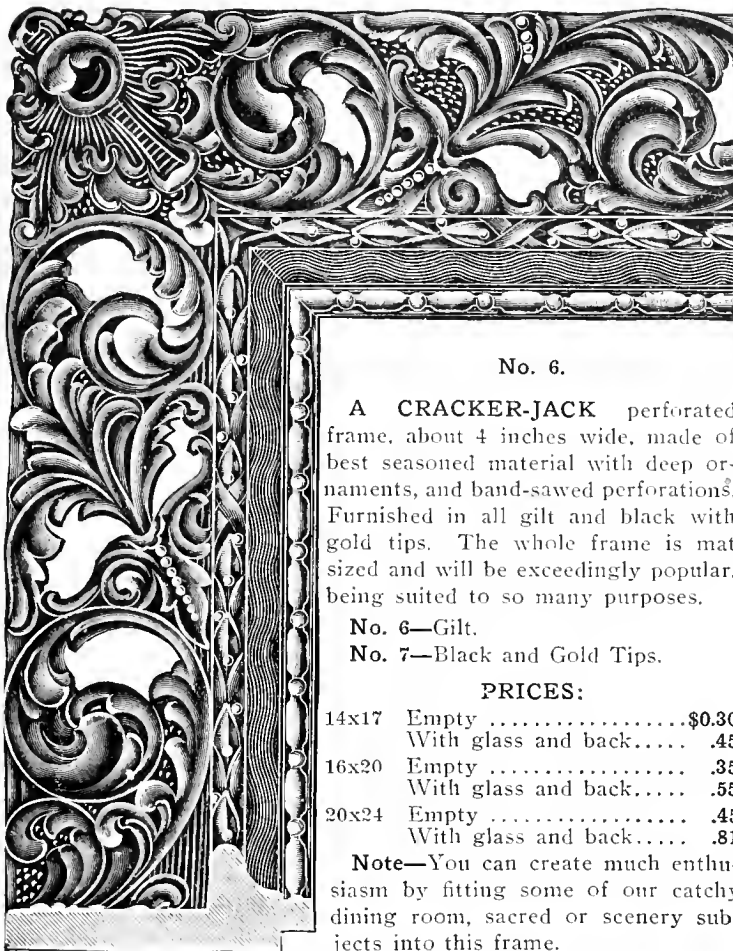 No. 6.
A CRACKER-JACK perforated
frame, about 4 inches wide, made of
best seasoned material with deep or-
naments, and band-sawed perforations.
Furnished in all gilt and black with
gold tips. The whole frame is mat
sized and will be exceedingly popular,
being suited to so many purposes.
No. 6—Gilt.
No. 7—Black and Gold Tips.
PRICES:
14x17 Empty ..................$0.30
With glass and back..... .45
16x20 Empty .................. .35
With glass and back..... .55
20x24 Empty .................. .45
With glass and back..... .81
Note—You can create much enthu-
siasm by fitting some of our catchy
dining room, sacred or scenery sub-
jects into this frame.